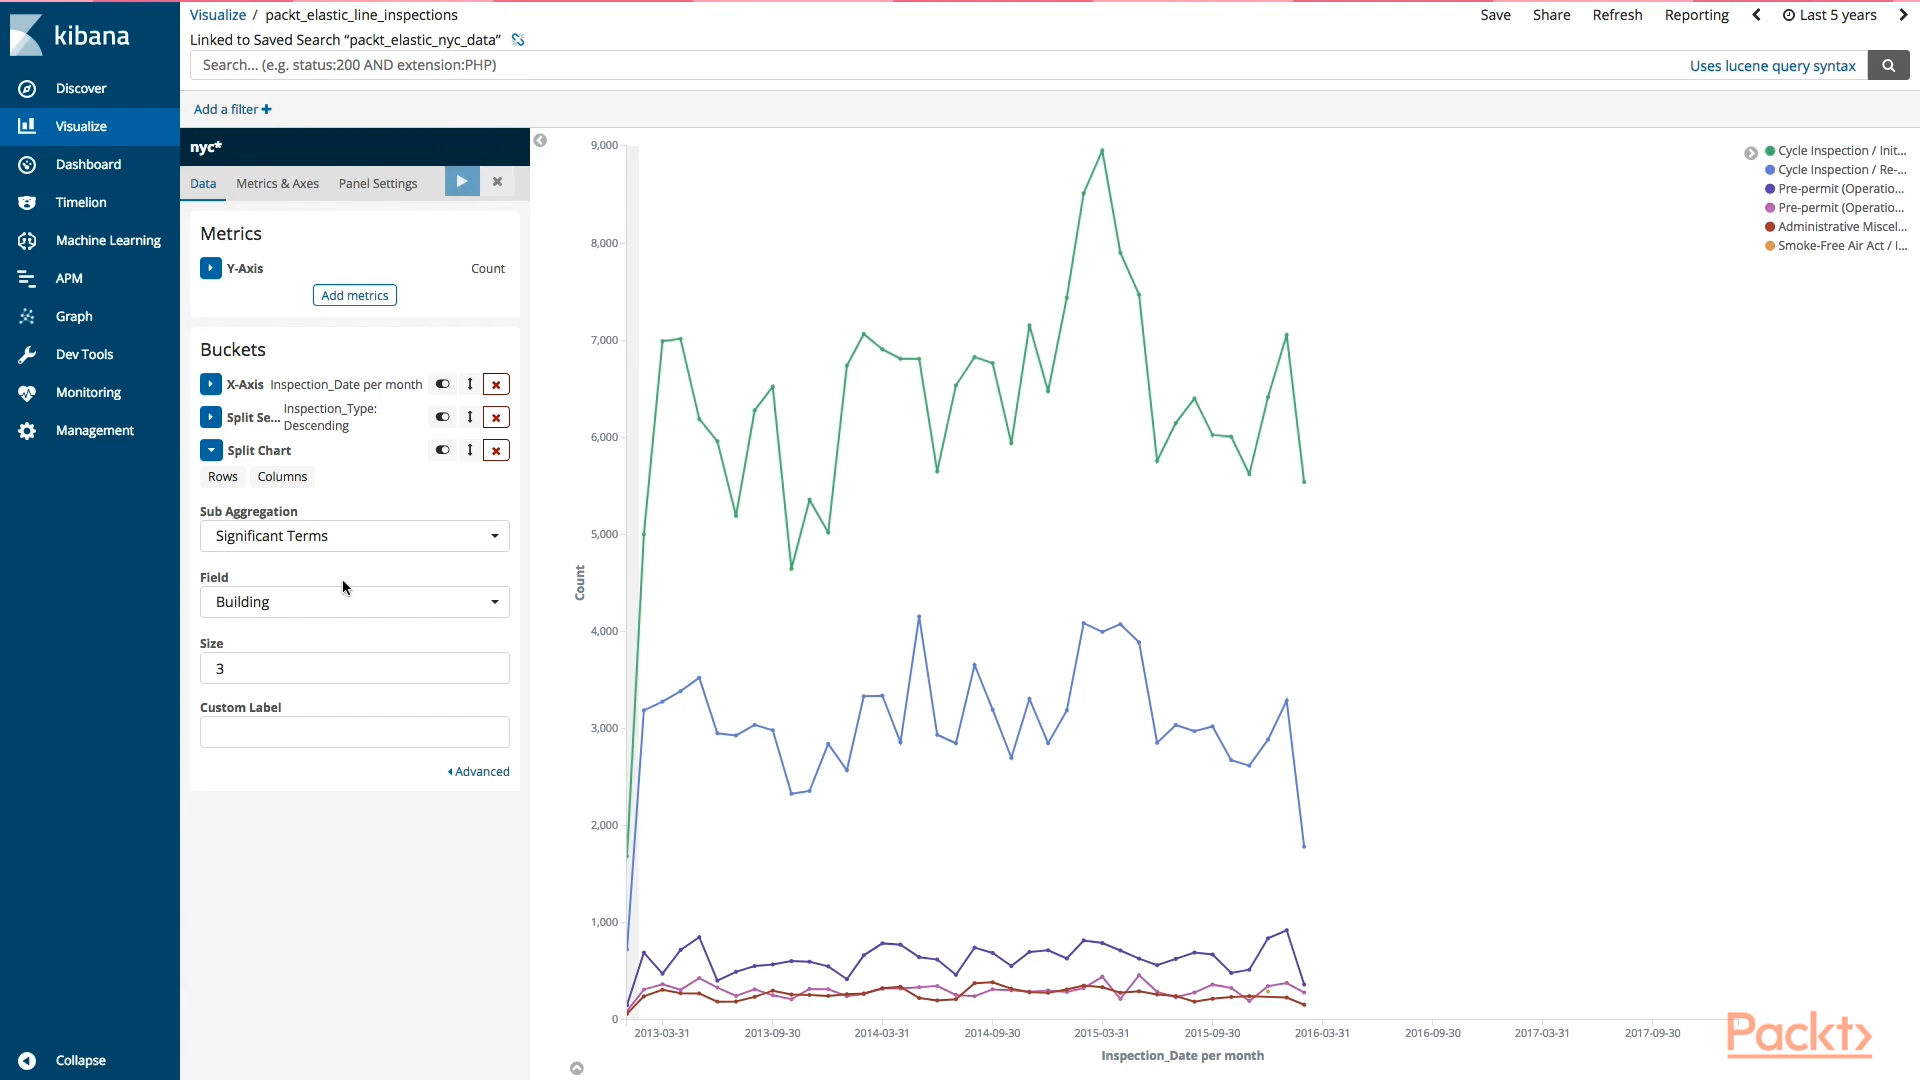 kibana
Discover
Visualize
Dashboard
Timelion
Machine Learning
APM
Graph
Dev Tools
Monitoring
Management
Collapse
Visualize / packt_elastic_line_inspections
Save Share Refresh Reporting Last 5 years
Linked to Saved Search “packt_elastic_nyc_data”
Search... (e.g. status:200 AND extension:PHP)
Uses lucene query syntax
Add a filter +
nyc*
Data Metrics & Axes Panel Settings
Metrics
Y-Axis Count
Add metrics
Buckets
X-Axis Inspection_Date per month
Split Se... Inspection_Type:
Descending
Split Chart
Rows Columns
Sub Aggregation
Significant Terms
Field
Building
Size
3
Custom Label
Advanced
9,000
8,000
7,000
6,000
5,000
4,000
3,000
2,000
1,000
0
Count
2013-03-31 2013-09-30 2014-03-31 2014-09-30 2015-03-31 2015-09-30 2016-03-31 2016-09-30 2017-03-31 2017-09-30
Inspection_Date per month
Cycle Inspection / Init...
Cycle Inspection / Re-...
Pre-permit (Operatio...
Pre-permit (Operatio...
Administrative Miscel...
Smoke-Free Air Act / I...
Packt>